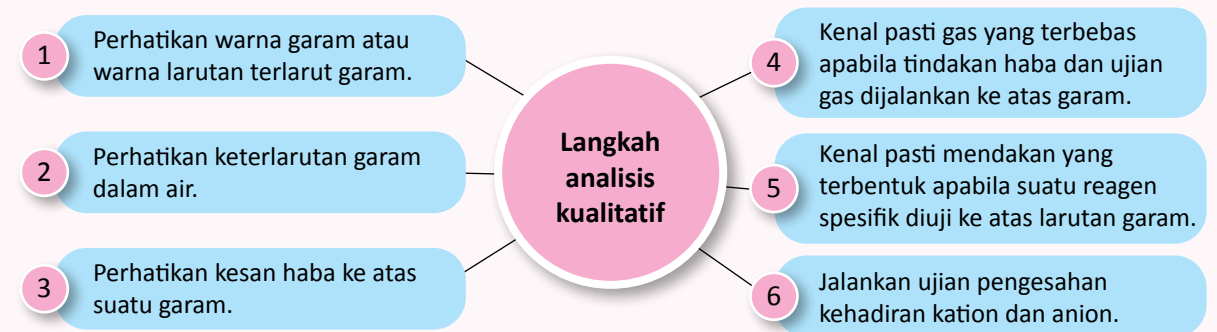 1
Perhatikan warna garam atau
warna larutan terlarut garam.
2
Perhatikan keterlarutan garam
dalam air.
3
Perhatikan kesan haba ke atas
suatu garam.
Langkah
analisis
kualitatif
4
Kenal pasti gas yang terbebas
apabila tindakan haba dan ujian
gas dijalankan ke atas garam.
5
Kenal pasti mendakan yang
terbentuk apabila suatu reagen
spesifik diuji ke atas larutan garam.
6
Jalankan ujian pengesahan
kehadiran kation dan anion.